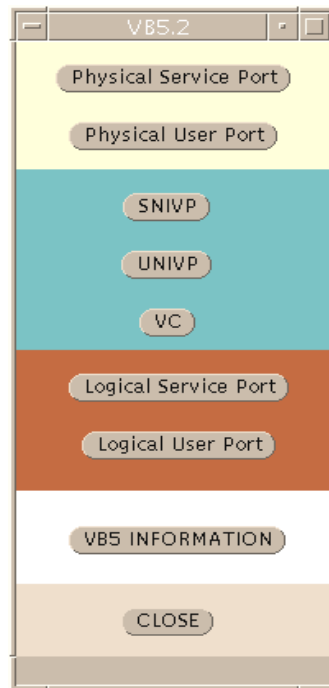 VB5.2
Physical Service Port
Physical User Port
SNIVP
UNIVP
VC
Logical Service Port
Logical User Port
VB5 INFORMATION
CLOSE